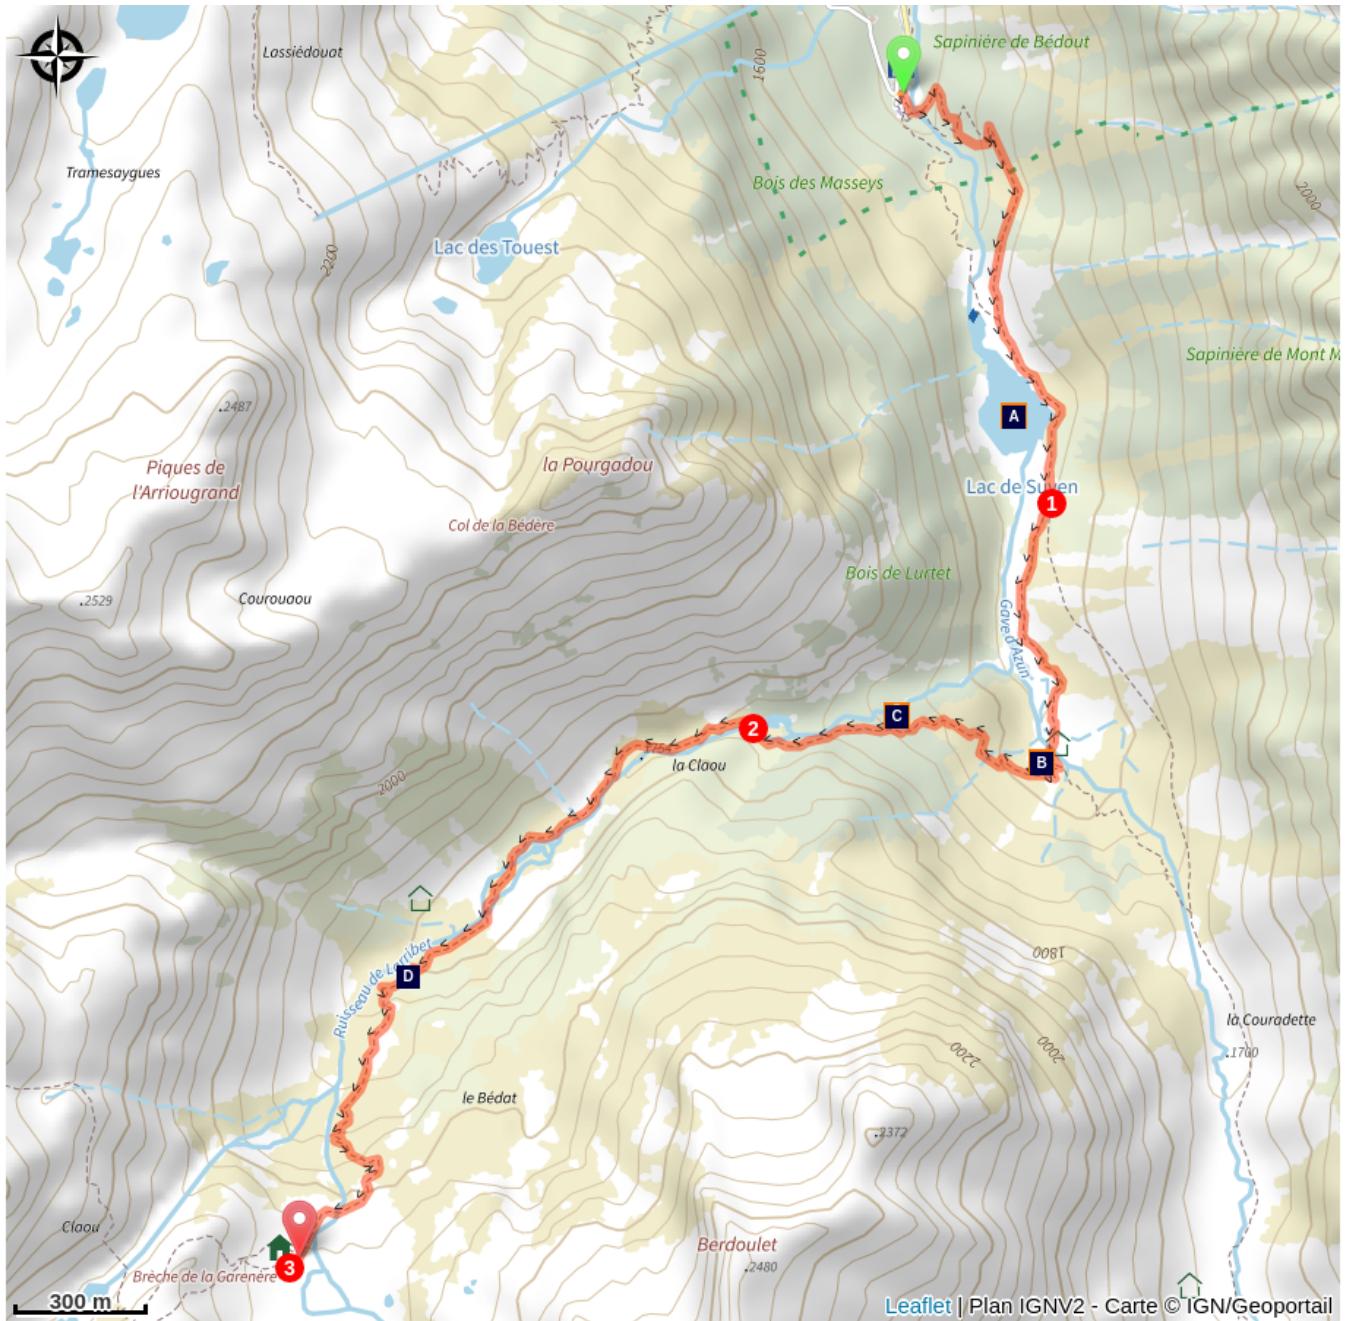 Lassiédouat
1600
Sapinière de Bédout
Tramesaygues
Bois des Masseys
2000
2200
Lac des Touest
Sapinière de Mont M
.2487
A
Piques de
l'Arriougrand
la Pourgadou
Lac de Suyen
1
Col de la Bédère
Bois de Lurtet
.2529
Courouaou
Gave d'Azun
C
2
1754
la Claou
B
2000
1800
Ruisseau de Larribet
D
la Couradette
2200
2000
.1700
le Bédat
.2372
Claou
Berdoulet
.2480
3
Brèche de la Garenère
300 m
Leaflet | Plan IGNV2 - Carte © IGN/Geoportail